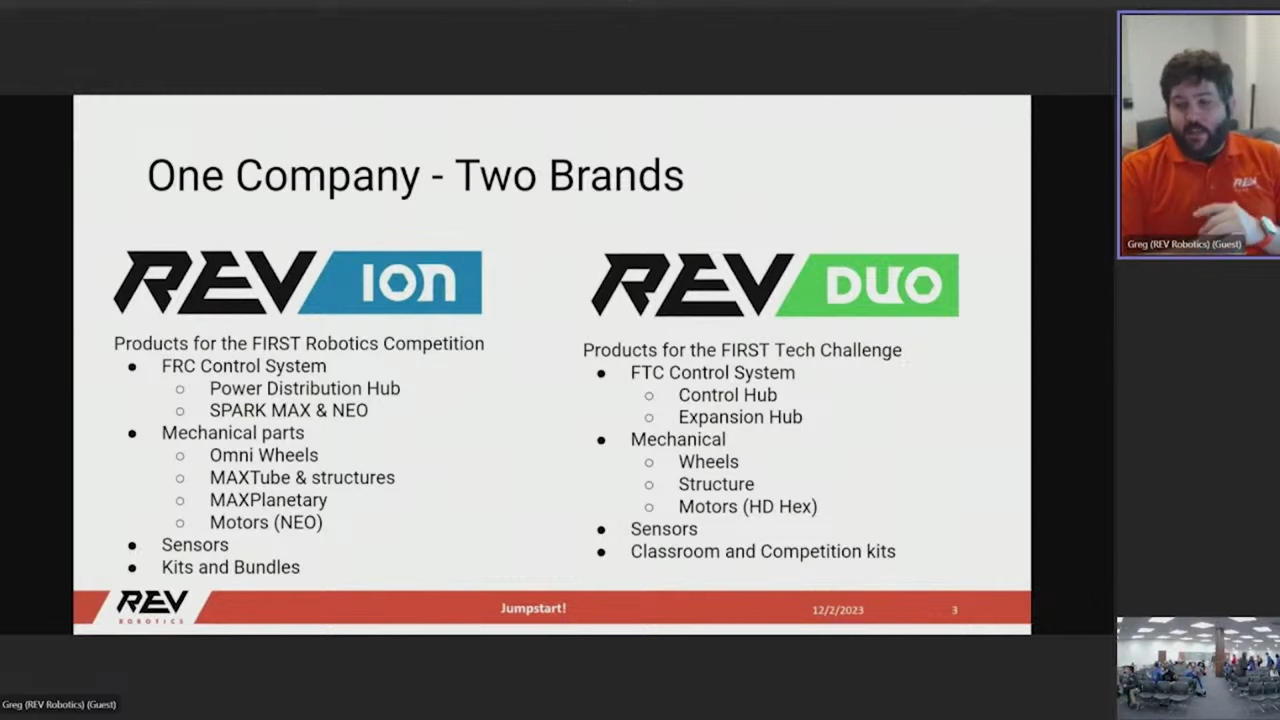 One Company - Two Brands
REV ION
Products for the FIRST Robotics Competition
● FRC Control System
○ Power Distribution Hub
○ SPARK MAX & NEO
● Mechanical parts
○ Omni Wheels
○ MAXTube & structures
○ MAXPlanetary
○ Motors (NEO)
● Sensors
● Kits and Bundles
REV DUO
Products for the FIRST Tech Challenge
● FTC Control System
○ Control Hub
○ Expansion Hub
● Mechanical
○ Wheels
○ Structure
○ Motors (HD Hex)
● Sensors
● Classroom and Competition kits
REV
ROBOTICS
Jumpstart!
12/2/2023
3
REV
Greg (REV Robotics) (Guest)
Greg (REV Robotics) (Guest)